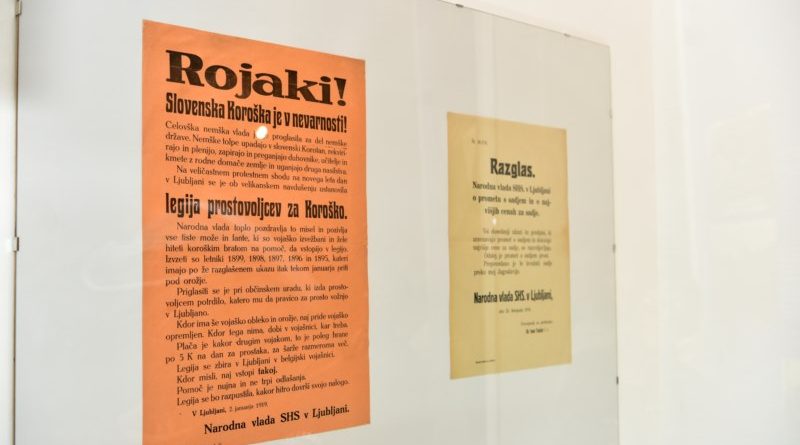 Rojaki!
Slovenska Koroška je v nevarnosti!
Celovška nemška vlada je proglasila za del nemške
države. Nemške tolpe upadajo v slovenski Korotan, rekviri-
rajo in plenijo, zapirajo in preganjajo duhovnike, učitelje in
kmete z rodne domače zemlje in uganjajo druga nasilstva.
Na veličastnem protestnem shodu na novega leta dan
v Ljubljani se je ob velikanskem navdušenju ustanovila
legija prostovoljcev za Koroško.
Narodna vlada toplo pozdravlja to misel in pozivlja
vse tiste može in fante, ki so vojaško izvežbani in žele
hiteti koroškim bratom na pomoč, da vstopijo v legijo.
Izvzeti so letniki 1899, 1898, 1897, 1896 in 1895, kateri
imajo po že razglašenem ukazu itak tekom januarja priti
pod orožje.
Priglasiti se je pri občinskem uradu, ki izda prosto-
voljcem potrdilo, katero mu da pravico za prosto vožnjo
v Ljubljano.
Kdor ima še vojaško obleko in orožje, naj pride vojaško
opremljen. Kdor tega nima, dobi v vojašnici, kar treba.
Plača je kakor drugim vojakom, to je poleg hrane
po 5 K na dan za prostaka, za šarže razmerozna več.
Legija se zbira v Ljubljani v belgijski vojašnici.
Kdor misli, naj vstopi takoj.
Pomoč je nujna in ne trpi odlašanja.
Legija se bo razpustila, kakor hitro dovrši svojo nalogo.
V Ljubljani, 2. januarja 1919.
Narodna vlada SHS v Ljubljani.
Razglas.
Narodna vlada SHS. v Ljubljani
o prometu s sadjem in o naj-
višjih cenah za sadje.
Narodna vlada SHS. v Ljubljani,